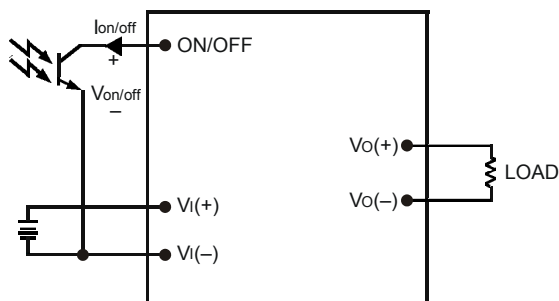 Ion/off
ON/OFF
+
Von/off
–
VO(+)
LOAD
VO(–)
VI(+)
VI(–)